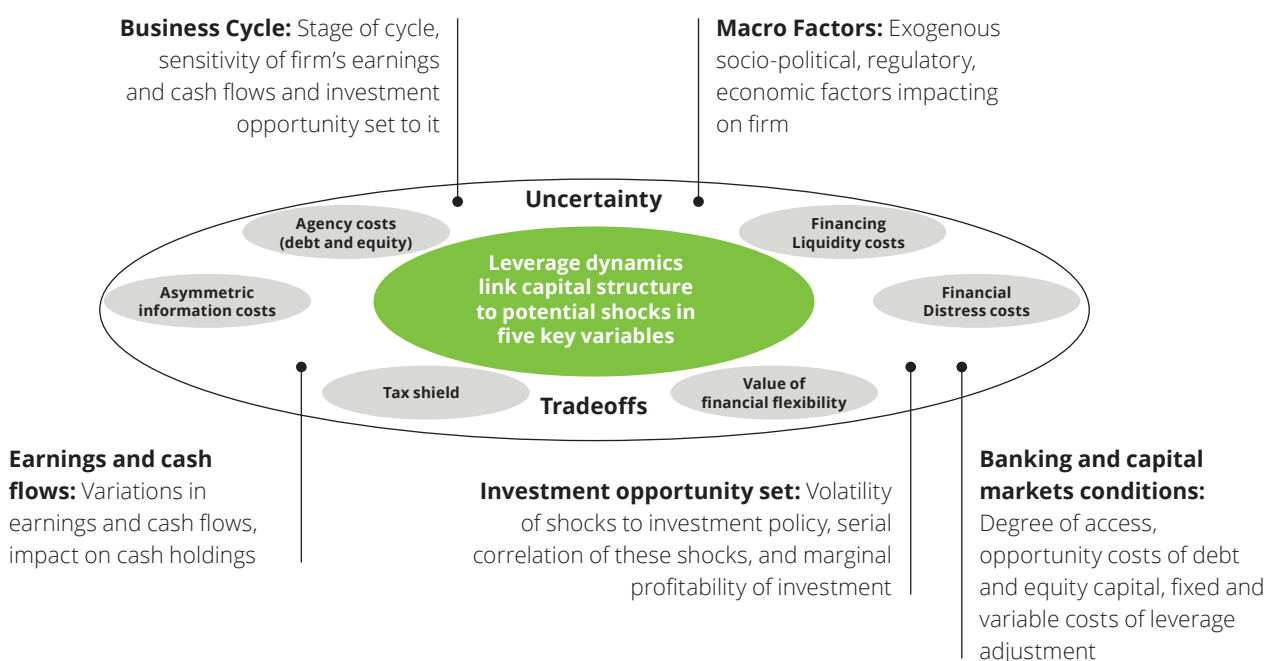 Business Cycle: Stage of cycle,
sensitivity of firm’s earnings
and cash flows and investment
opportunity set to it
Macro Factors: Exogenous
socio-political, regulatory,
economic factors impacting
on firm
Uncertainty
Agency costs
(debt and equity)
Financing
Liquidity costs
Asymmetric
information costs
Leverage dynamics
link capital structure
to potential shocks in
five key variables
Financial
Distress costs
Tax shield
Tradeoffs
Value of
financial flexibility
Earnings and cash
flows: Variations in
earnings and cash flows,
impact on cash holdings
Investment opportunity set: Volatility
of shocks to investment policy, serial
correlation of these shocks, and marginal
profitability of investment
Banking and capital
markets conditions:
Degree of access,
opportunity costs of debt
and equity capital, fixed and
variable costs of leverage
adjustment